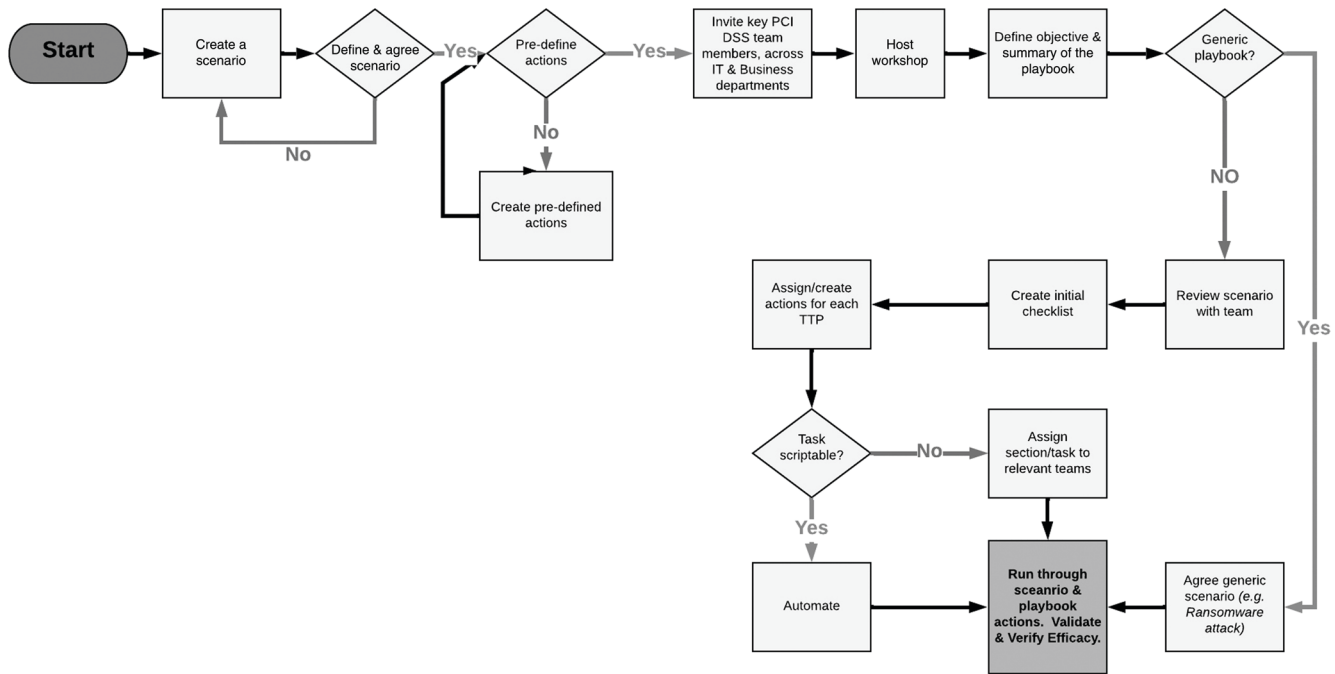 Start
Create a
scenario
Define & agree
scenario
Yes
No
Pre-define
actions
Yes
No
Create pre-defined
actions
Invite key PCI
DSS team
members, across
IT & Business
departments
Host
workshop
Define objective &
summary of the
playbook
Generic
playbook?
NO
Yes
Review scenario
with team
Create initial
checklist
Assign/create
actions for each
TTP
Task
scriptable?
No
Assign
section/task to
relevant teams
Yes
Automate
Run through
sceanrio &
playbook
actions. Validate
& Verify Efficacy.
Agree generic
scenario (e.g.
Ransomware
attack)